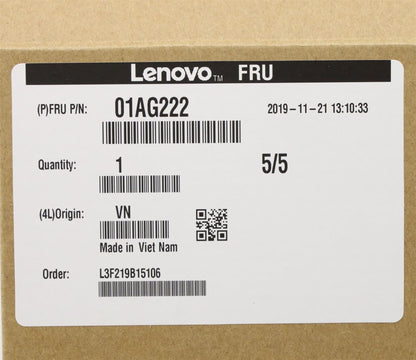 Lenovo™ FRU
(P)FRU P/N: 01AG222 2019-11-21 13:10:33
Quantity: 1 5/5
(4L)Origin: VN
Made in Viet Nam
Order: L3F219B15106